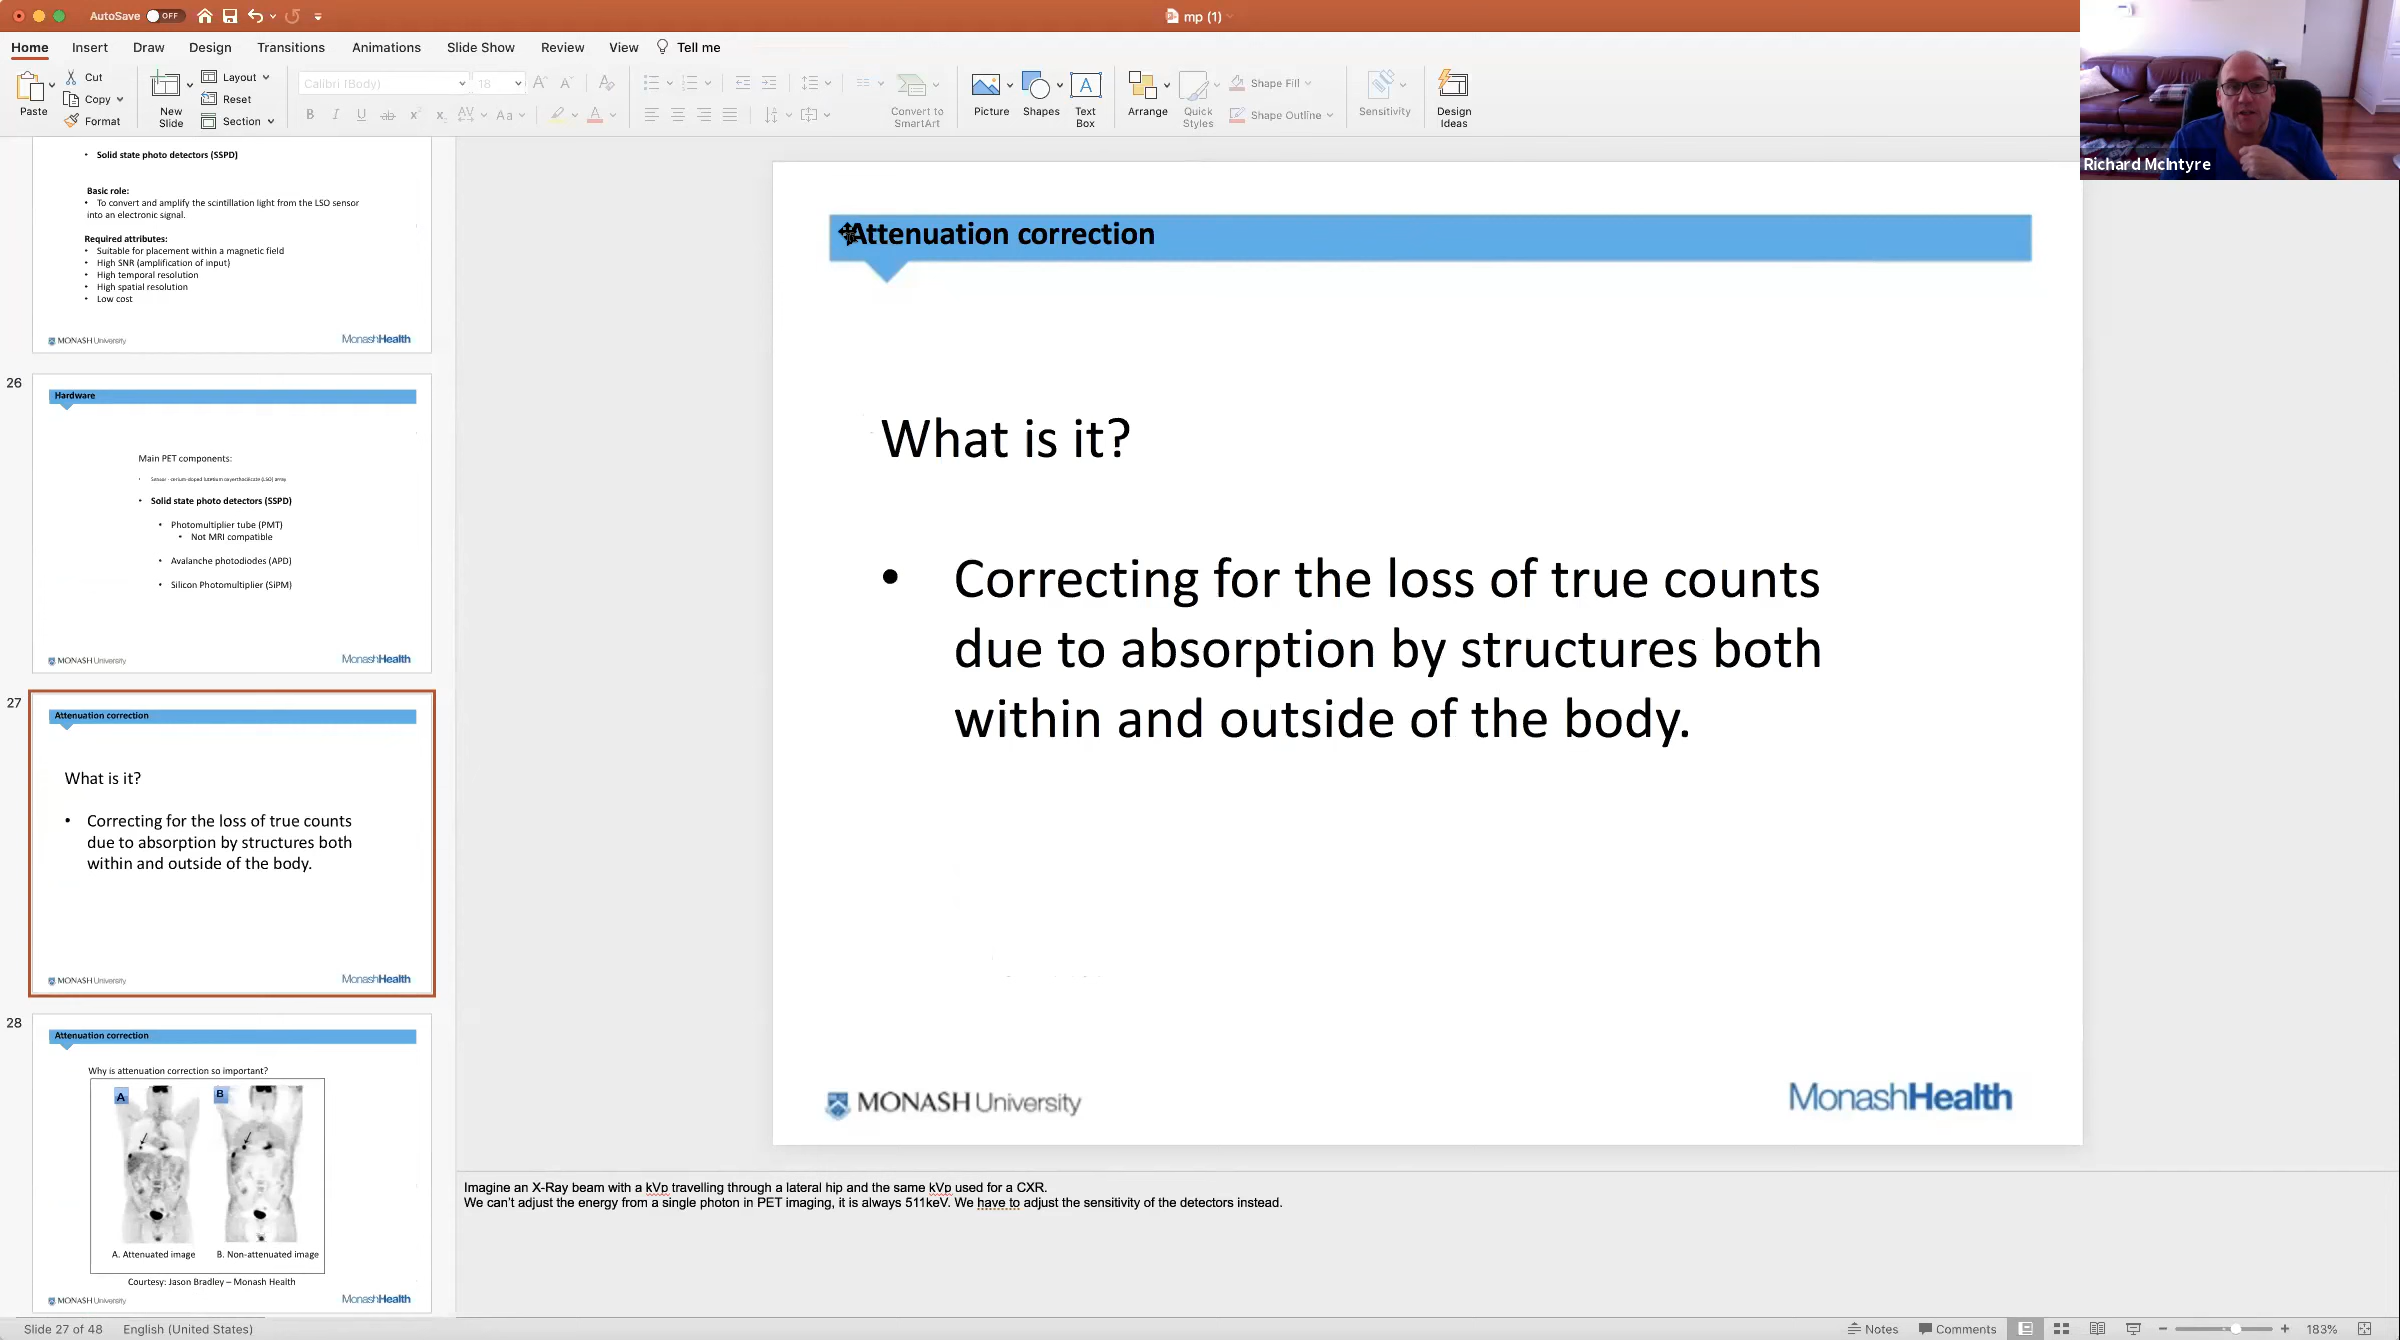 AutoSave OFF
mp (1)
Home Insert Draw Design Transitions Animations Slide Show Review View Tell me
Paste
Cut
Copy
Format
New Slide
Layout
Reset
Section
Calibri (Body) 18
Convert to SmartArt
Picture
Shapes
Text Box
Arrange
Quick Styles
Shape Fill
Shape Outline
Sensitivity
Design Ideas
Richard McIntyre
• Solid state photo detectors (SSPD)
Basic role:
• To convert and amplify the scintillation light from the LSO sensor
into an electronic signal.
Required attributes:
• Suitable for placement within a magnetic field
• High SNR (amplification of input)
• High temporal resolution
• High spatial resolution
• Low cost
MONASH University
MonashHealth
26
Hardware
Main PET components:
• Solid state photo detectors (SSPD)
• Photomultiplier tube (PMT)
• Not MRI compatible
• Avalanche photodiodes (APD)
• Silicon Photomultiplier (SiPM)
MONASH University
MonashHealth
27
Attenuation correction
What is it?
• Correcting for the loss of true counts
due to absorption by structures both
within and outside of the body.
MONASH University
MonashHealth
28
Attenuation correction
Why is attenuation correction so important?
A B
A. Attenuated image B. Non-attenuated image
Courtesy: Jason Bradley – Monash Health
MONASH University
MonashHealth
Attenuation correction
What is it?
• Correcting for the loss of true counts
due to absorption by structures both
within and outside of the body.
MONASH University
MonashHealth
Imagine an X-Ray beam with a kVp travelling through a lateral hip and the same kVp used for a CXR.
We can't adjust the energy from a single photon in PET imaging, it is always 511keV. We have to adjust the sensitivity of the detectors instead.
Slide 27 of 48 English (United States)
Notes Comments 183%